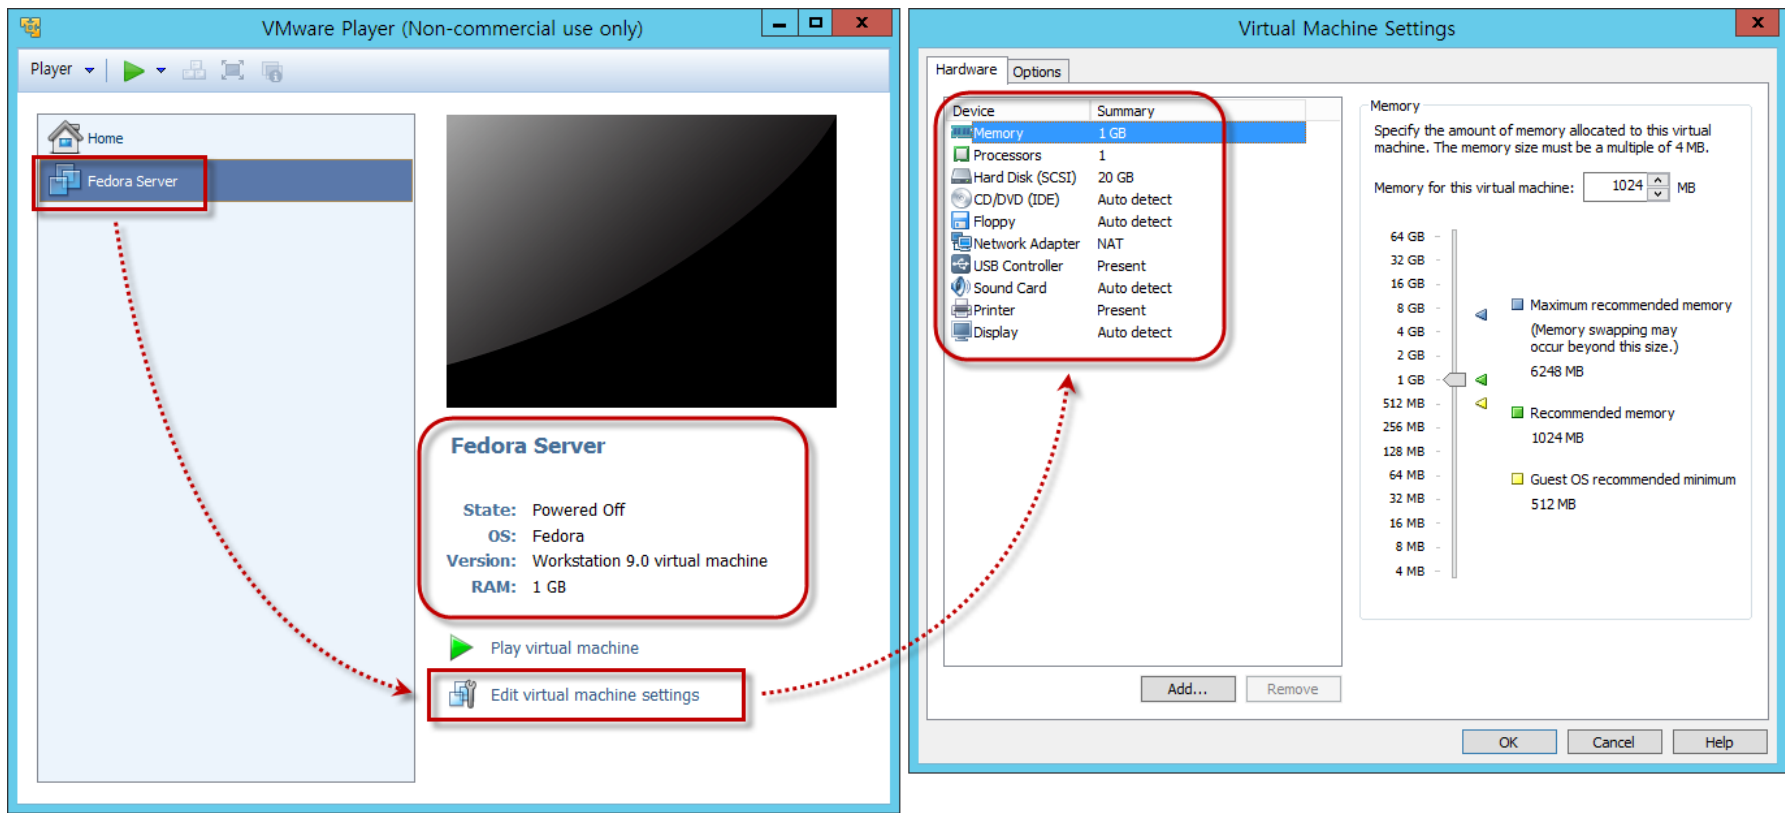 VMware Player (Non-commercial use only)
Player
Home
Fedora Server
Fedora Server
State: Powered Off
OS: Fedora
Version: Workstation 9.0 virtual machine
RAM: 1 GB
Play virtual machine
Edit virtual machine settings
Virtual Machine Settings
Hardware Options
Device Summary
Memory 1 GB
Processors 1
Hard Disk (SCSI) 20 GB
CD/DVD (IDE) Auto detect
Floppy Auto detect
Network Adapter NAT
USB Controller Present
Sound Card Auto detect
Printer Present
Display Auto detect
Add... Remove
Memory
Specify the amount of memory allocated to this virtual
machine. The memory size must be a multiple of 4 MB.
Memory for this virtual machine: 1024 MB
64 GB
32 GB
16 GB
8 GB
4 GB
2 GB
1 GB
512 MB
256 MB
128 MB
64 MB
32 MB
16 MB
8 MB
4 MB
Maximum recommended memory
(Memory swapping may
occur beyond this size.)
6248 MB
Recommended memory
1024 MB
Guest OS recommended minimum
512 MB
OK Cancel Help